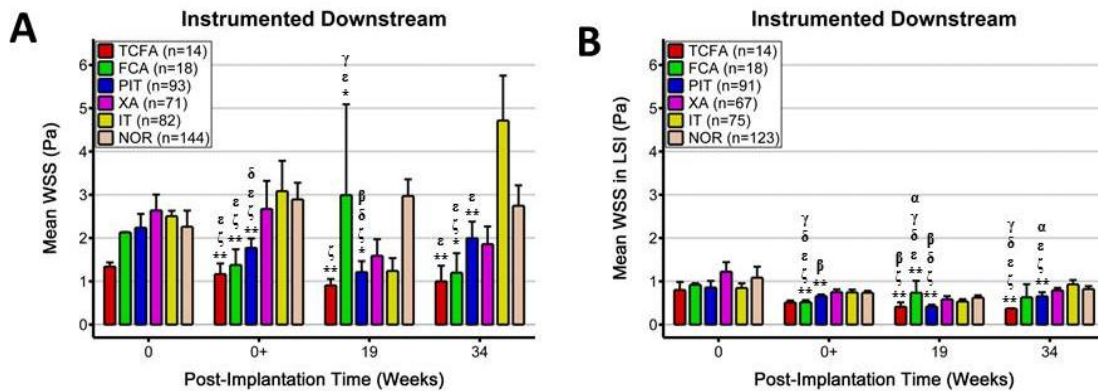 A
Instrumented Downstream
TCFA (n=14)
FCA (n=18)
PIT (n=93)
XA (n=71)
IT (n=82)
NOR (n=144)
Mean WSS (Pa)
6
5
4
3
2
1
0
ε
ζ
**
ε
ζ
**
δ
ε
ζ
**
ζ
**
γ
ε
*
β
δ
ζ
*
ε
**
ε
ζ
*
ε
**
0
0+
19
34
Post-Implantation Time (Weeks)
B
Instrumented Downstream
TCFA (n=14)
FCA (n=18)
PIT (n=91)
XA (n=67)
IT (n=75)
NOR (n=123)
Mean WSS in LSI (Pa)
6
5
4
3
2
1
0
γ
δ
ε
ζ
**
β
**
β
ζ
**
α
γ
δ
ε
**
β
δ
ζ
**
γ
δ
ε
ζ
**
α
ε
ζ
**
0
0+
19
34
Post-Implantation Time (Weeks)